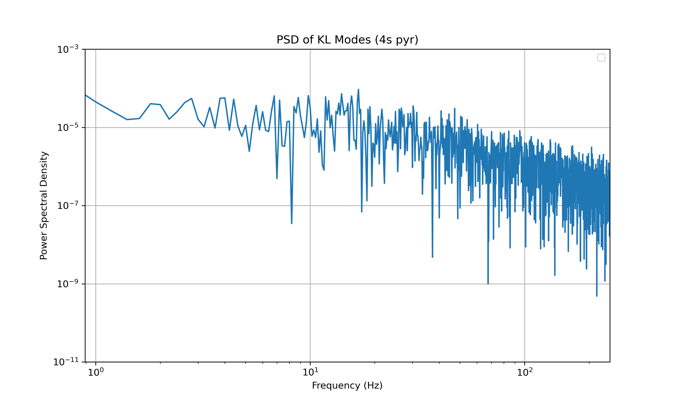 PSD of KL Modes (4s pyr)
Power Spectral Density
10⁻³
10⁻⁵
10⁻⁷
10⁻⁹
10⁻¹¹
10⁰ 10¹ 10²
Frequency (Hz)